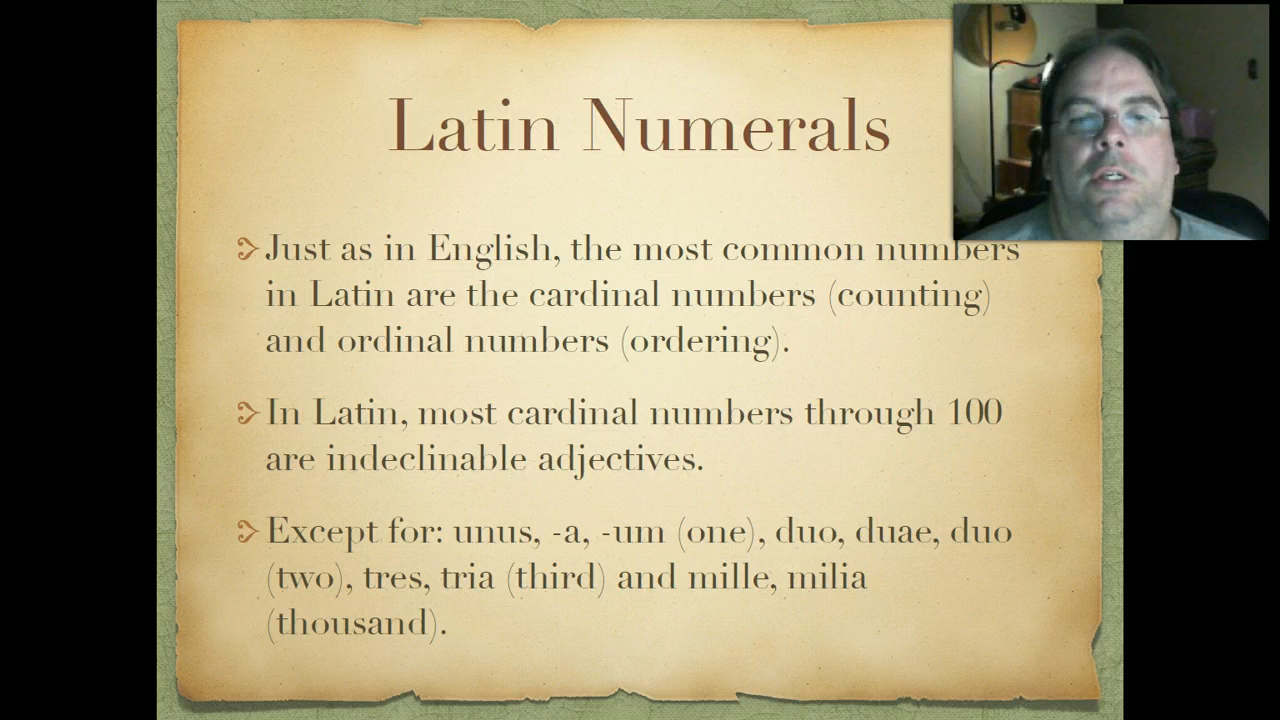 Latin Numerals
Just as in English, the most common numbers
in Latin are the cardinal numbers (counting)
and ordinal numbers (ordering).
In Latin, most cardinal numbers through 100
are indeclinable adjectives.
Except for: unus, -a, -um (one), duo, duae, duo
(two), tres, tria (third) and mille, milia
(thousand).